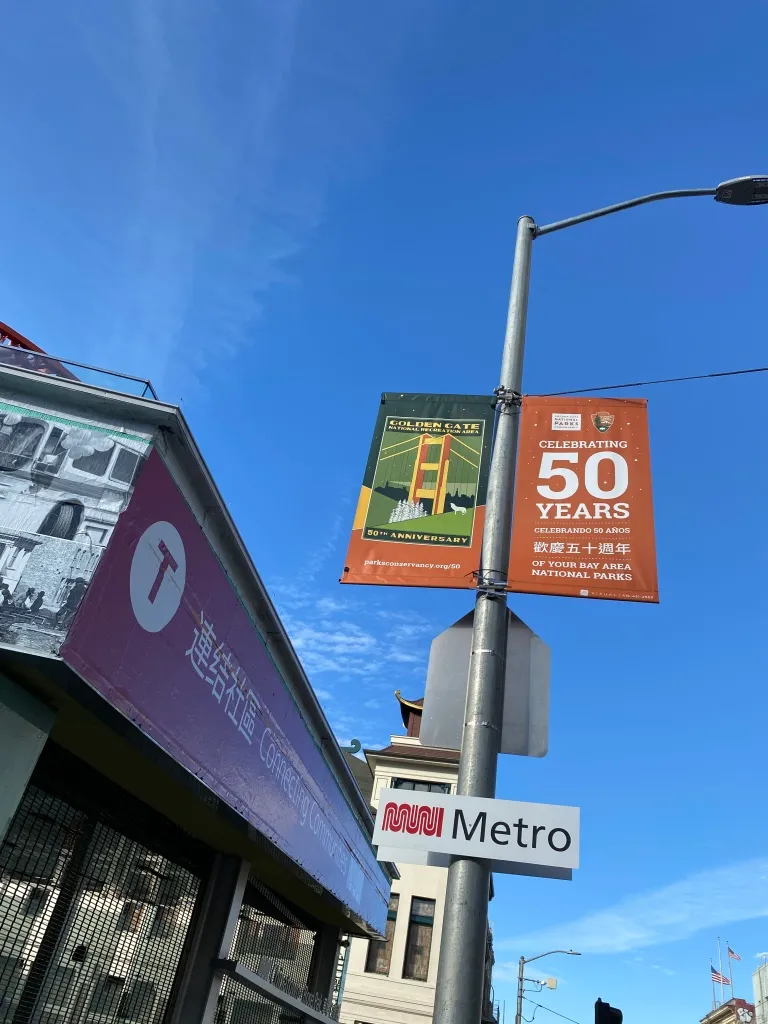 GOLDEN GATE
NATIONAL RECREATION AREA
50TH ANNIVERSARY
parksconservancy.org/50
NATIONAL
PARKS
CELEBRATING
50
YEARS
CELEBRANDO 50 AÑOS
歡慶五十週年
OF YOUR BAY AREA
NATIONAL PARKS
T
連結社區 Connecting Communities
MUNI Metro